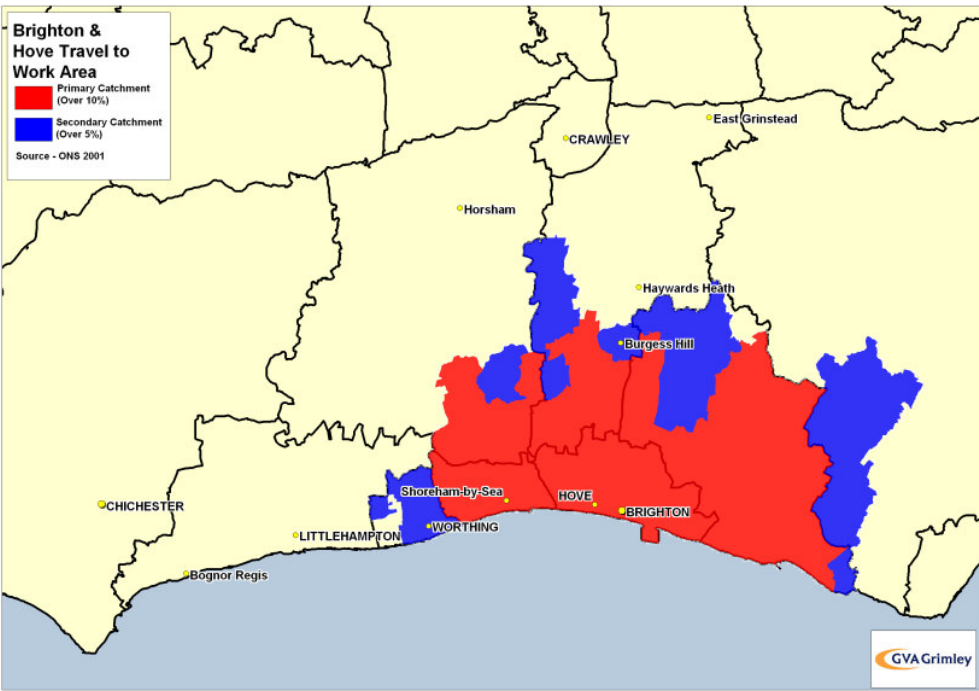 Brighton &
Hove Travel to
Work Area
Primary Catchment
(Over 10%)
Secondary Catchment
(Over 5%)
Source - ONS 2001
East Grinstead
CRAWLEY
Horsham
Haywards Heath
Burgess Hill
Shoreham-by-Sea
HOVE
CHICHESTER
BRIGHTON
WORTHING
LITTLEHAMPTON
Bognor Regis
GVA Grimley